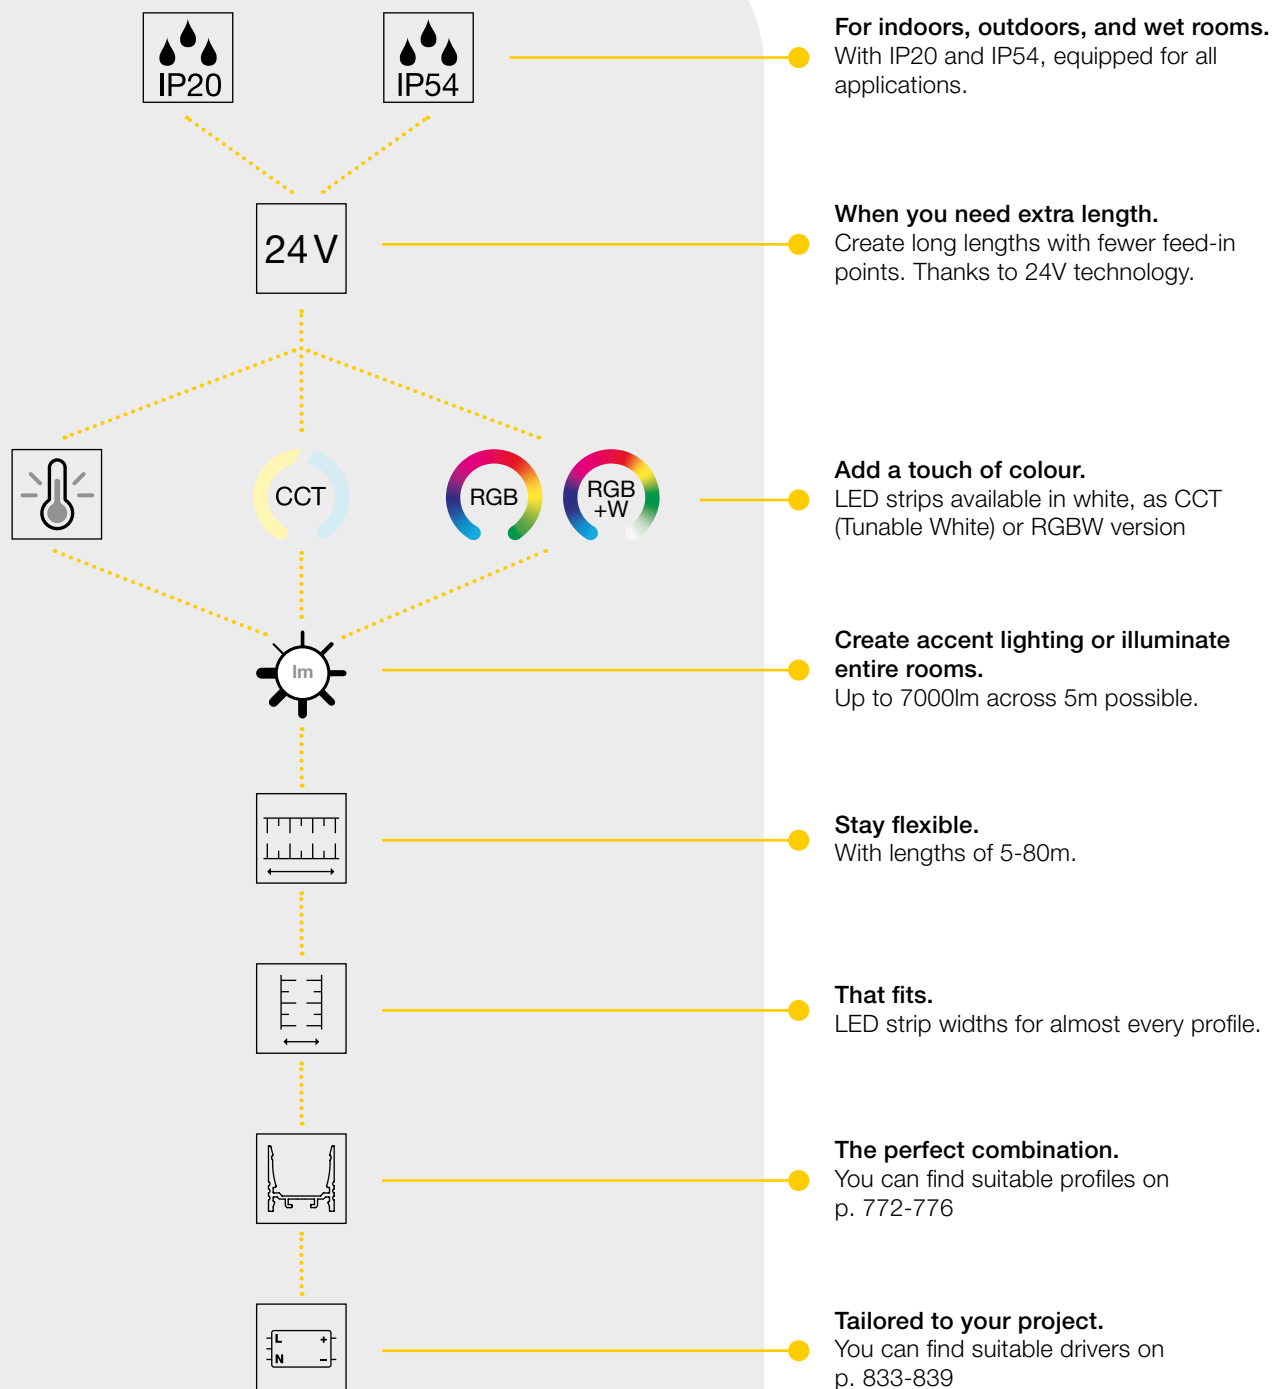 IP20
IP54
For indoors, outdoors, and wet rooms.
With IP20 and IP54, equipped for all
applications.
24V
When you need extra length.
Create long lengths with fewer feed-in
points. Thanks to 24V technology.
CCT
RGB
RGB
+W
Add a touch of colour.
LED strips available in white, as CCT
(Tunable White) or RGBW version
lm
Create accent lighting or illuminate
entire rooms.
Up to 7000lm across 5m possible.
Stay flexible.
With lengths of 5-80m.
That fits.
LED strip widths for almost every profile.
The perfect combination.
You can find suitable profiles on
p. 772-776
L +
N -
Tailored to your project.
You can find suitable drivers on
p. 833-839